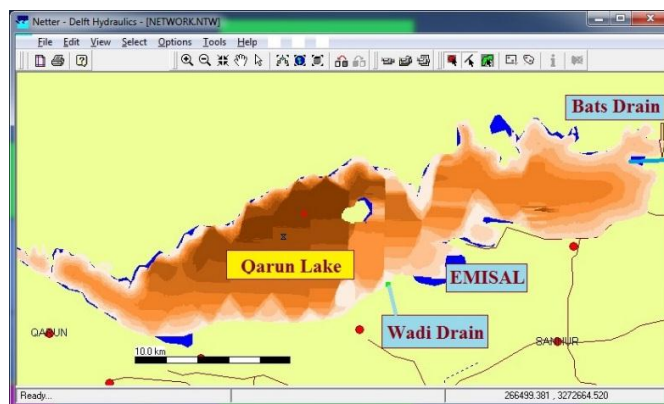 Netter - Delft Hydraulics - [NETWORK.NTW]
File Edit View Select Options Tools Help
Bats Drain
Qarun Lake
EMISAL
Wadi Drain
QARUN
SANHUR
10.0 km
Ready...
266499.381 , 3272664.520